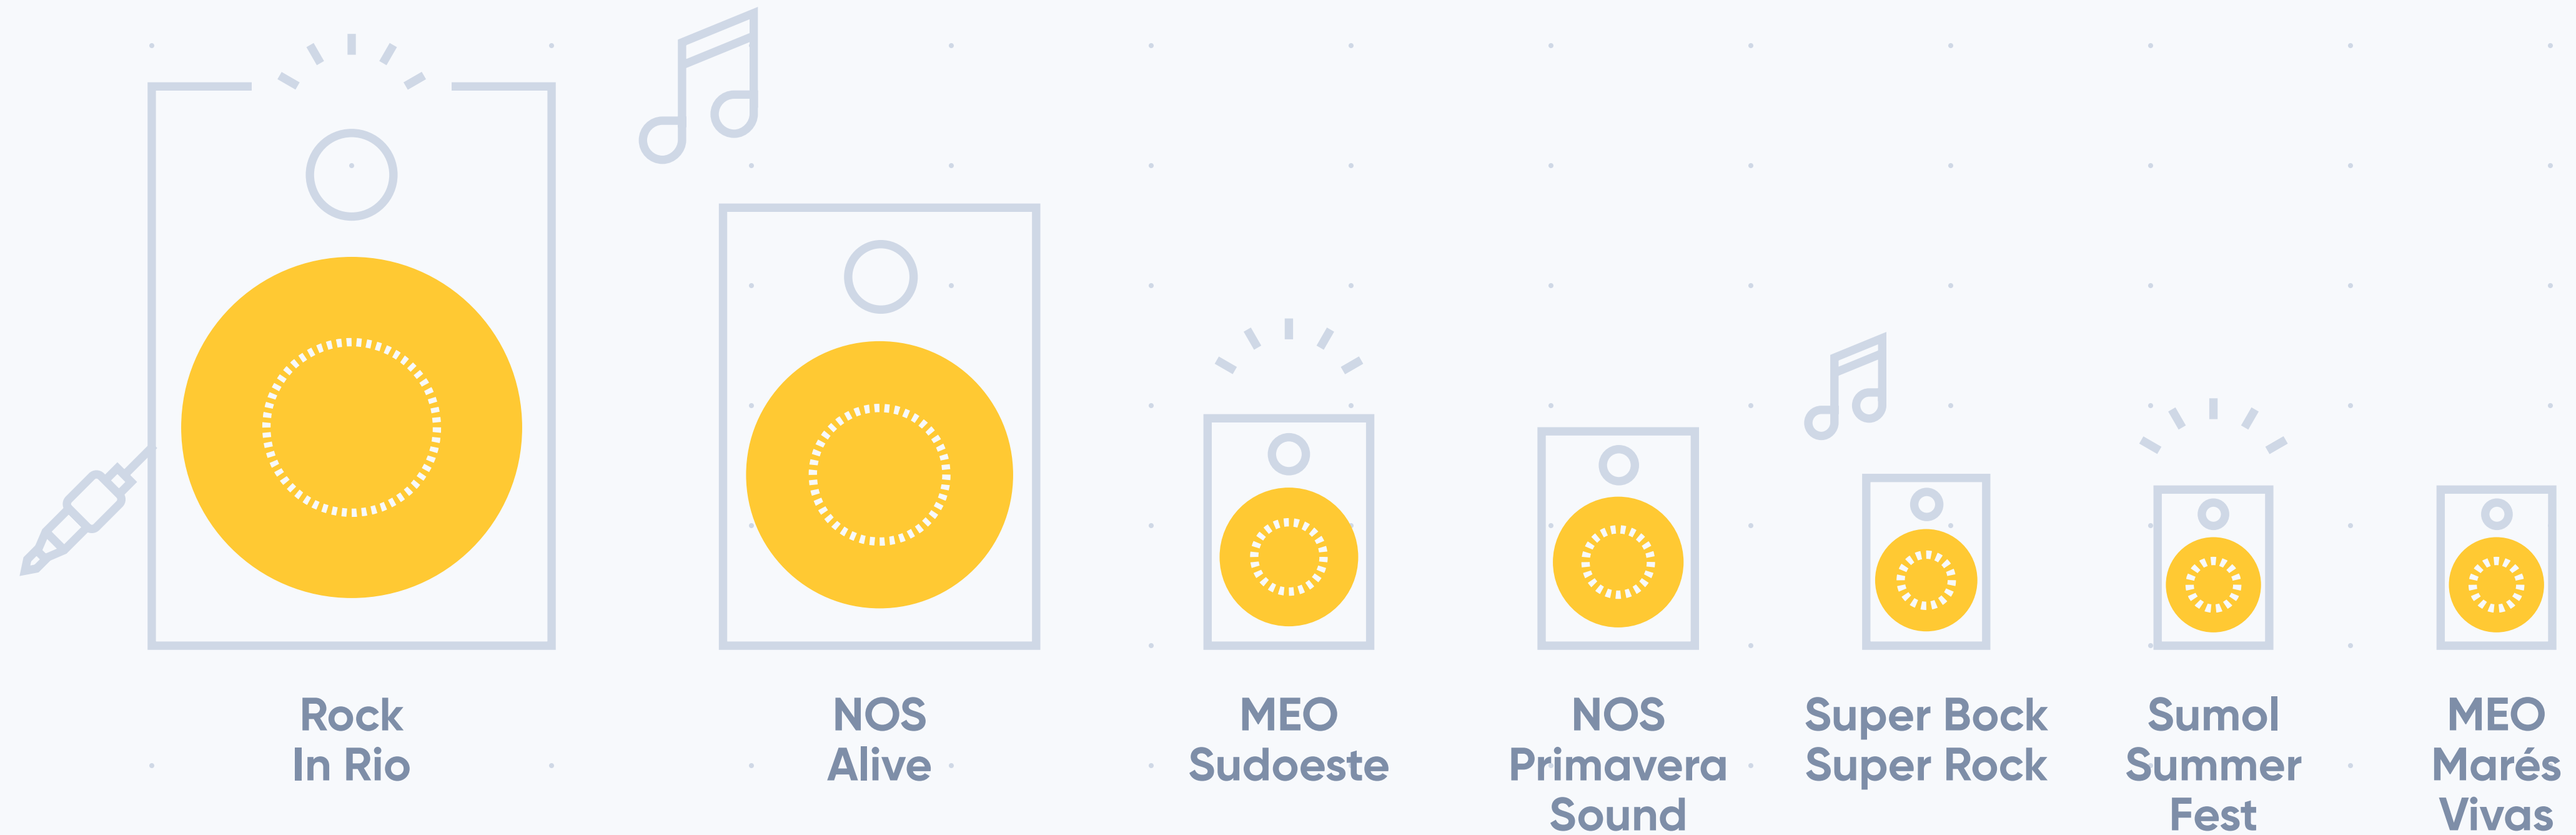 Rock
In Rio
NOS
Alive
MEO
Sudoeste
NOS
Primavera
Sound
Super Bock
Super Rock
Sumol
Summer
Fest
MEO
Marés
Vivas